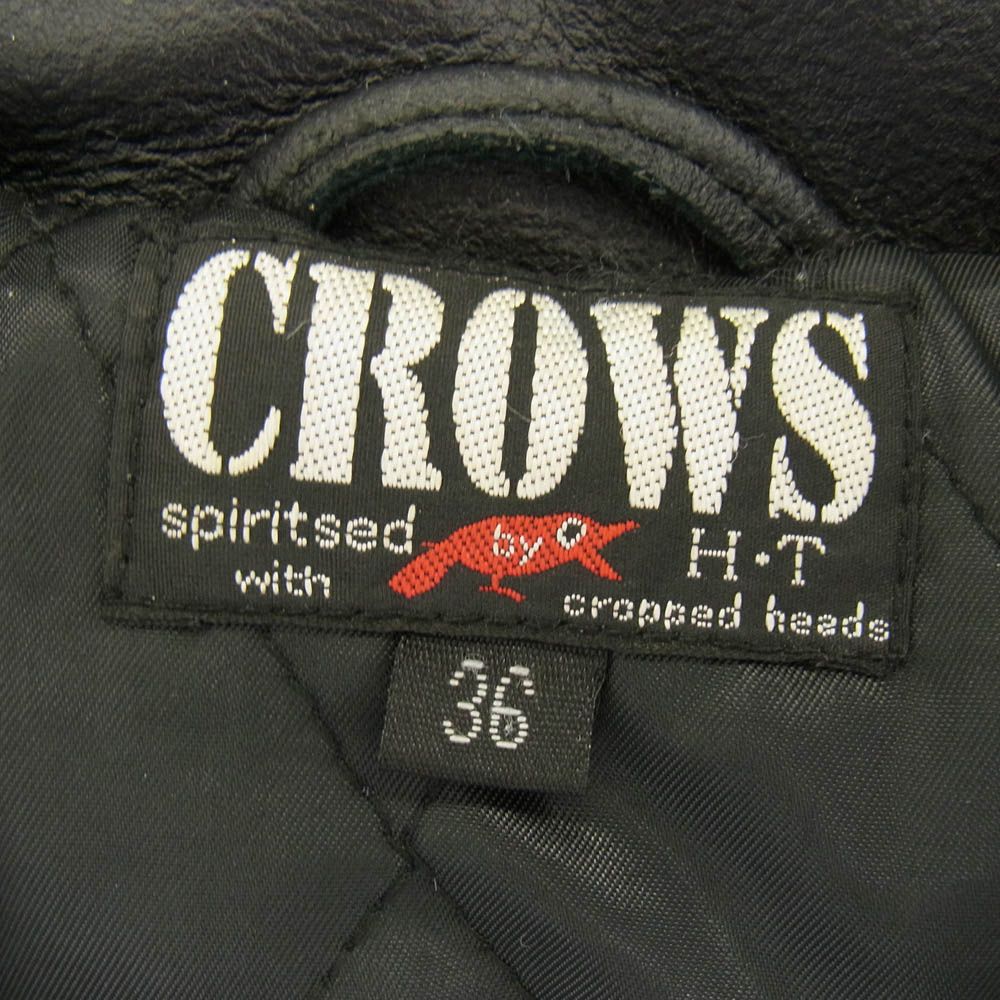 CROWS
spiritsed by H·T
with cropped heads
36